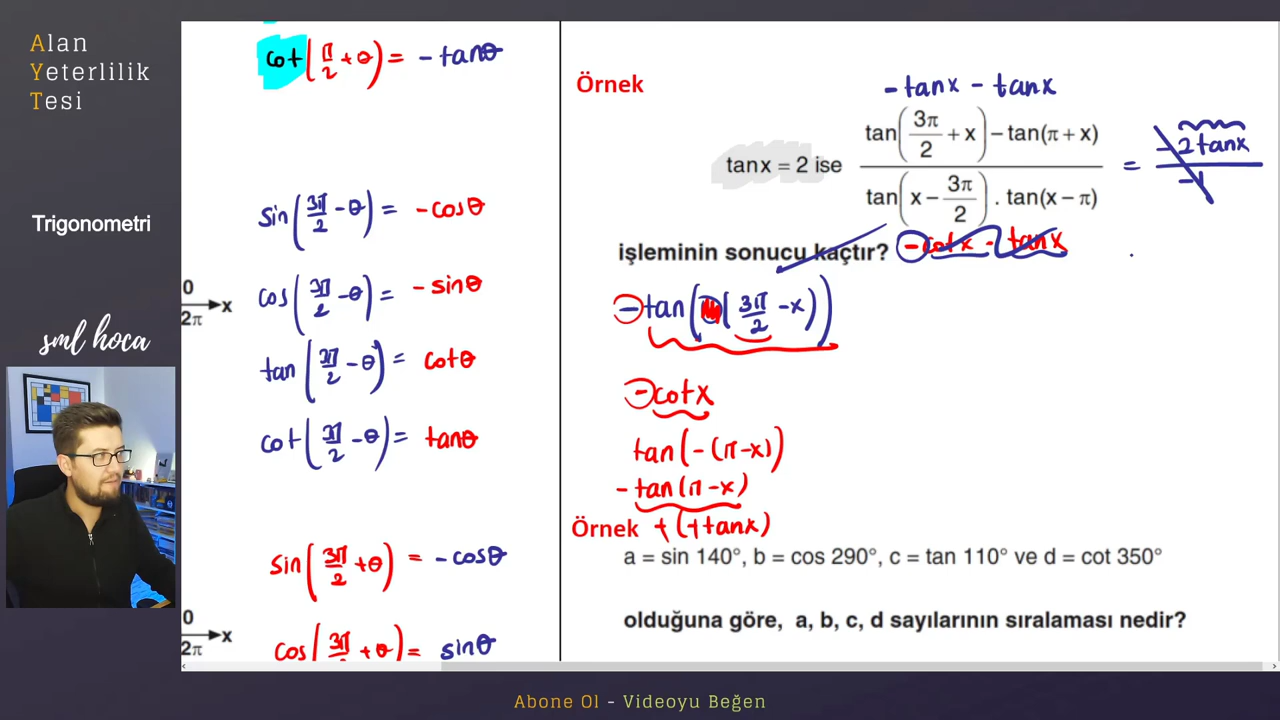 Alan
Yeterlilik
Tesi
Trigonometri
sml hoca
0
2π
x
0
2π
x
cot(π/2 + θ) = - tanθ
sin(3π/2 - θ) = - cosθ
cos(3π/2 - θ) = - sinθ
tan(3π/2 - θ) = cotθ
cot(3π/2 - θ) = tanθ
sin(3π/2 + θ) = - cosθ
cos(3π/2 + θ) = sinθ
Örnek
- tanx - tanx
tanx = 2 ise
tan(3π/2 + x) - tan(π + x)
tan(x - 3π/2) . tan(x - π)
= - 2tanx
-1
işleminin sonucu kaçtır?
- cotx - tanx
- tan( (3π/2 - x))
- cotx
tan(-(π-x))
- tan(π-x)
Örnek
+(+tanx)
a = sin 140°, b = cos 290°, c = tan 110° ve d = cot 350°
olduğuna göre, a, b, c, d sayılarının sıralaması nedir?
Abone Ol - Videoyu Beğen